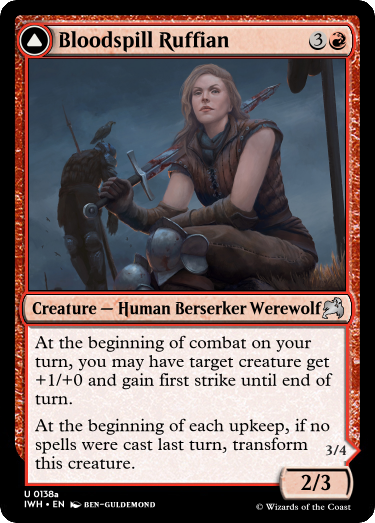 Bloodspill Ruffian 3
Creature — Human Berserker Werewolf
At the beginning of combat on your
turn, you may have target creature get
+1/+0 and gain first strike until end of
turn.
At the beginning of each upkeep, if no
spells were cast last turn, transform
this creature.
3/4
2/3
U 0138a
IWH • EN BEN-GULDEMOND
© Wizards of the Coast